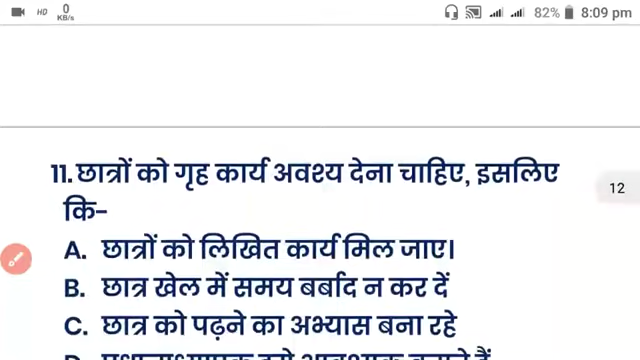 HD 0 KB/s 82% 8:09 pm
11. छात्रों को गृह कार्य अवश्य देना चाहिए, इसलिए
कि-
12
A. छात्रों को लिखित कार्य मिल जाए।
B. छात्र खेल में समय बर्बाद न कर दें
C. छात्र को पढ़ने का अभ्यास बना रहे